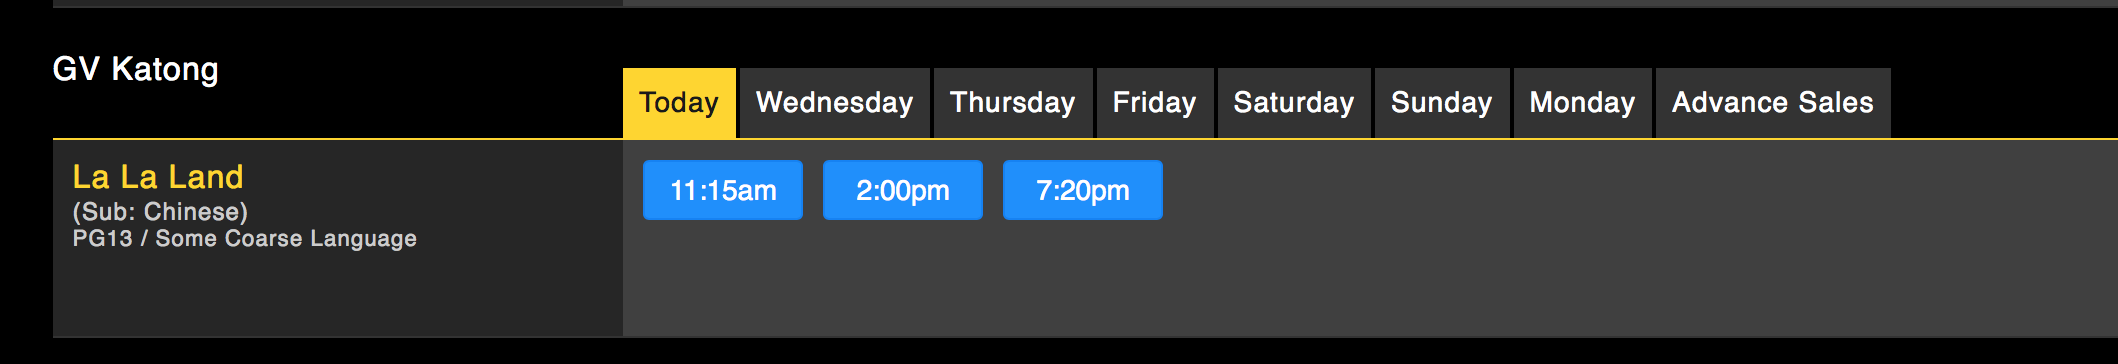 GV Katong
Today Wednesday Thursday Friday Saturday Sunday Monday Advance Sales
La La Land
11:15am 2:00pm 7:20pm
(Sub: Chinese)
PG13 / Some Coarse Language